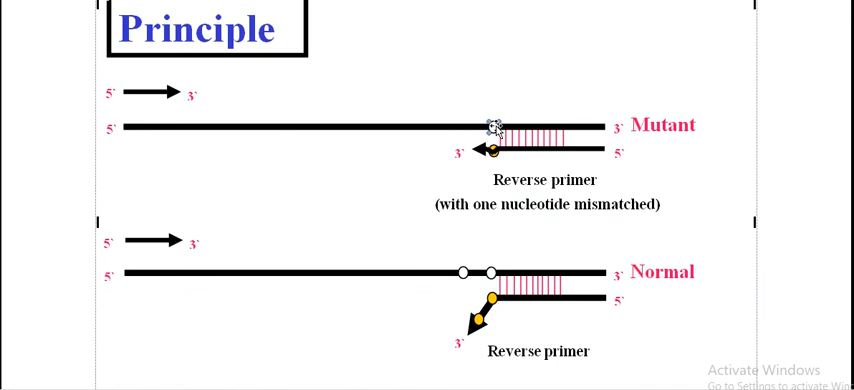 Principle
5` 3`
5` 3` Mutant
3` 5`
Reverse primer
(with one nucleotide mismatched)
5` 3`
5` 3` Normal
5`
3`
Reverse primer
Activate Windows
Go to Settings to activate Win